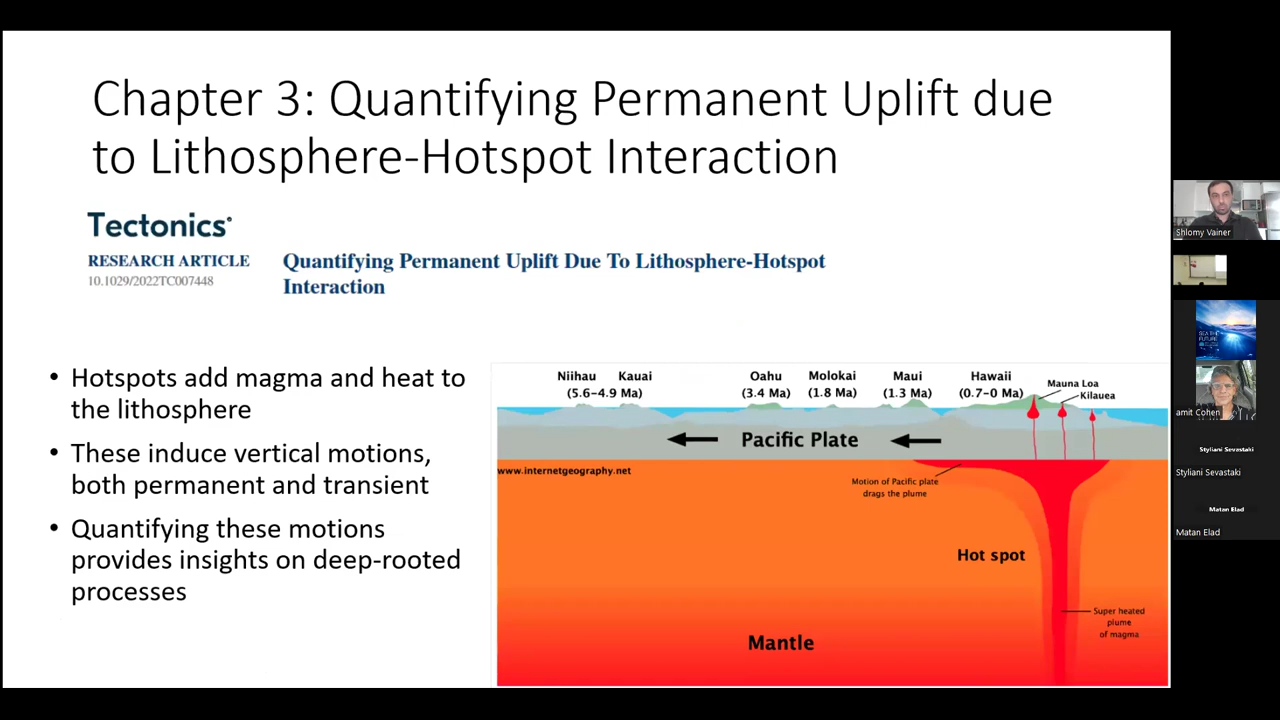 Chapter 3: Quantifying Permanent Uplift due
to Lithosphere-Hotspot Interaction
Tectonics®
RESEARCH ARTICLE
10.1029/2022TC007448
Quantifying Permanent Uplift Due To Lithosphere-Hotspot
Interaction
• Hotspots add magma and heat to
the lithosphere
• These induce vertical motions,
both permanent and transient
• Quantifying these motions
provides insights on deep-rooted
processes
Niihau Kauai
(5.6-4.9 Ma)
Oahu
(3.4 Ma)
Molokai
(1.8 Ma)
Maui
(1.3 Ma)
Hawaii
(0.7-0 Ma)
Mauna Loa
Kilauea
Pacific Plate
www.internetgeography.net
Motion of Pacific plate
drags the plume
Hot spot
Super heated
plume
of magma
Mantle
Shlomy Vainer
SEA THE
FUTURE
amit Cohen
Styliani Sevastaki
Styliani Sevastaki
Matan Elad
Matan Elad